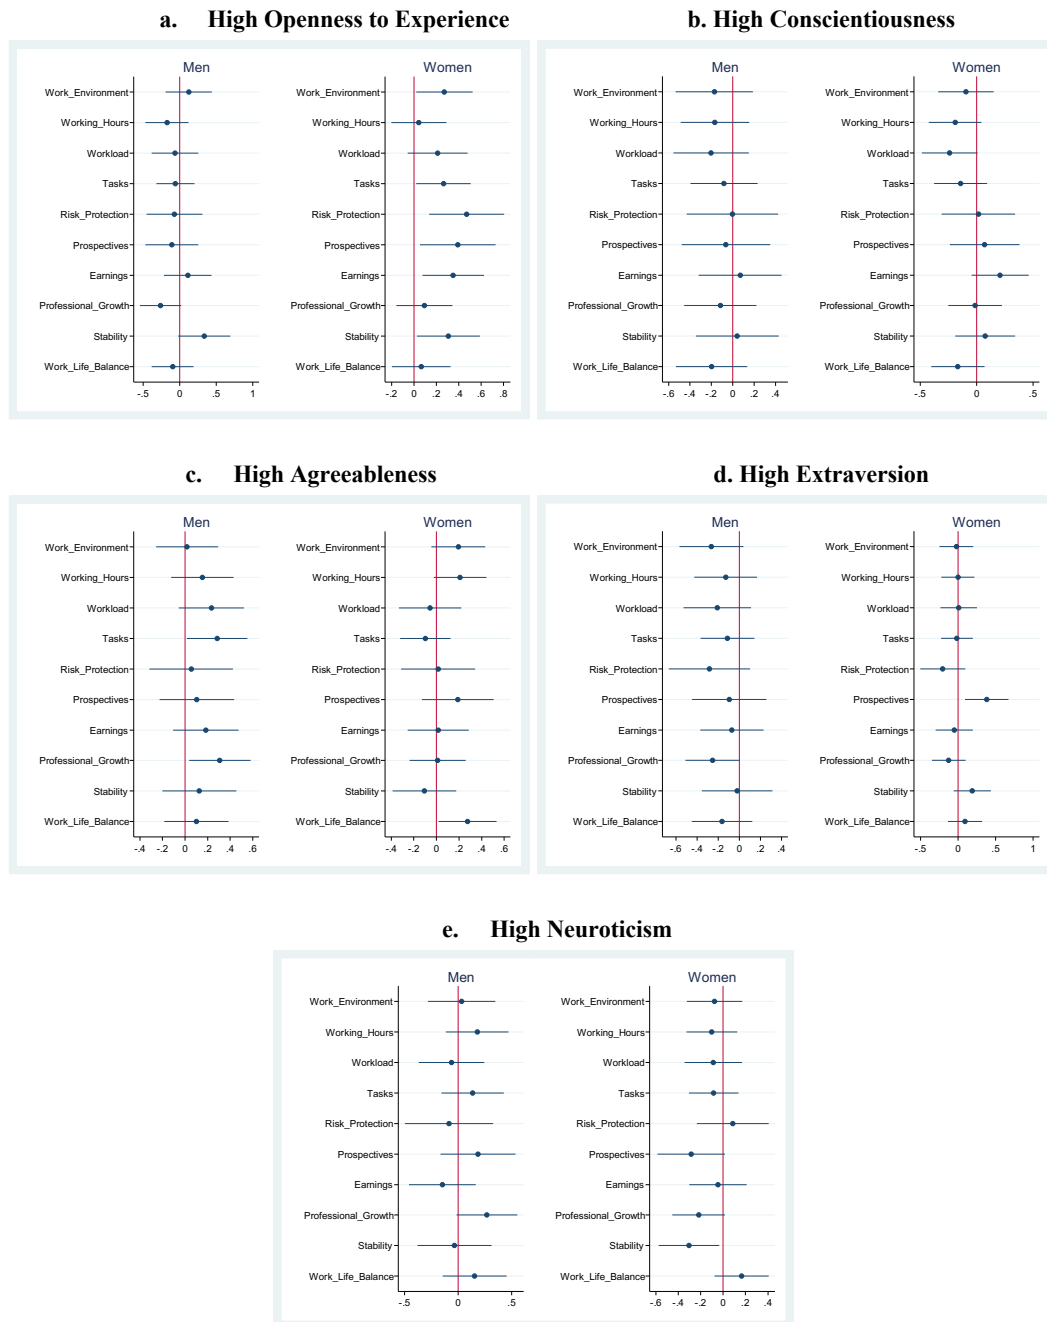 a. High Openness to Experience
Men
Work_Environment
Working_Hours
Workload
Tasks
Risk_Protection
Prospectives
Earnings
Professional_Growth
Stability
Work_Life_Balance
-.5 0 .5 1
Women
Work_Environment
Working_Hours
Workload
Tasks
Risk_Protection
Prospectives
Earnings
Professional_Growth
Stability
Work_Life_Balance
-.2 0 .2 .4 .6 .8
b. High Conscientiousness
Men
Work_Environment
Working_Hours
Workload
Tasks
Risk_Protection
Prospectives
Earnings
Professional_Growth
Stability
Work_Life_Balance
-.6 -.4 -.2 0 .2 .4
Women
Work_Environment
Working_Hours
Workload
Tasks
Risk_Protection
Prospectives
Earnings
Professional_Growth
Stability
Work_Life_Balance
-.5 0 .5
c. High Agreeableness
Men
Work_Environment
Working_Hours
Workload
Tasks
Risk_Protection
Prospectives
Earnings
Professional_Growth
Stability
Work_Life_Balance
-.4 -.2 0 .2 .4 .6
Women
Work_Environment
Working_Hours
Workload
Tasks
Risk_Protection
Prospectives
Earnings
Professional_Growth
Stability
Work_Life_Balance
-.4 -.2 0 .2 .4 .6
d. High Extraversion
Men
Work_Environment
Working_Hours
Workload
Tasks
Risk_Protection
Prospectives
Earnings
Professional_Growth
Stability
Work_Life_Balance
-.6 -.4 -.2 0 .2 .4
Women
Work_Environment
Working_Hours
Workload
Tasks
Risk_Protection
Prospectives
Earnings
Professional_Growth
Stability
Work_Life_Balance
-.5 0 .5 1
e. High Neuroticism
Men
Work_Environment
Working_Hours
Workload
Tasks
Risk_Protection
Prospectives
Earnings
Professional_Growth
Stability
Work_Life_Balance
-.5 0 .5
Women
Work_Environment
Working_Hours
Workload
Tasks
Risk_Protection
Prospectives
Earnings
Professional_Growth
Stability
Work_Life_Balance
-.6 -.4 -.2 0 .2 .4